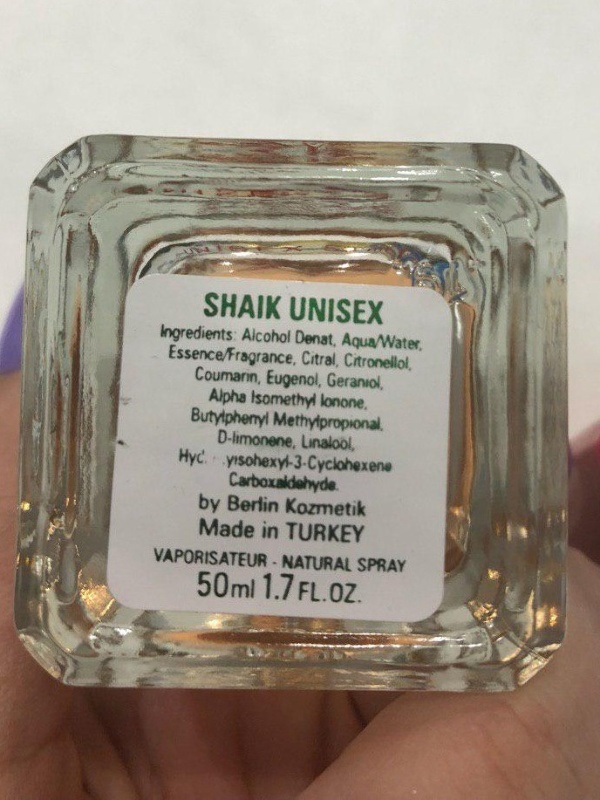 SHAIK UNISEX
Ingredients: Alcohol Denat, Aqua/Water,
Essence/Fragrance, Citral, Citronellol,
Coumarin, Eugenol, Geraniol,
Alpha Isomethyl Ionone,
Butylphenyl Methylpropional,
D-limonene, Linalool,
Carboxaldehyde.
by Berlin Kozmetik
Made in TURKEY
VAPORISATEUR - NATURAL SPRAY
50ml 1.7 FL.OZ.